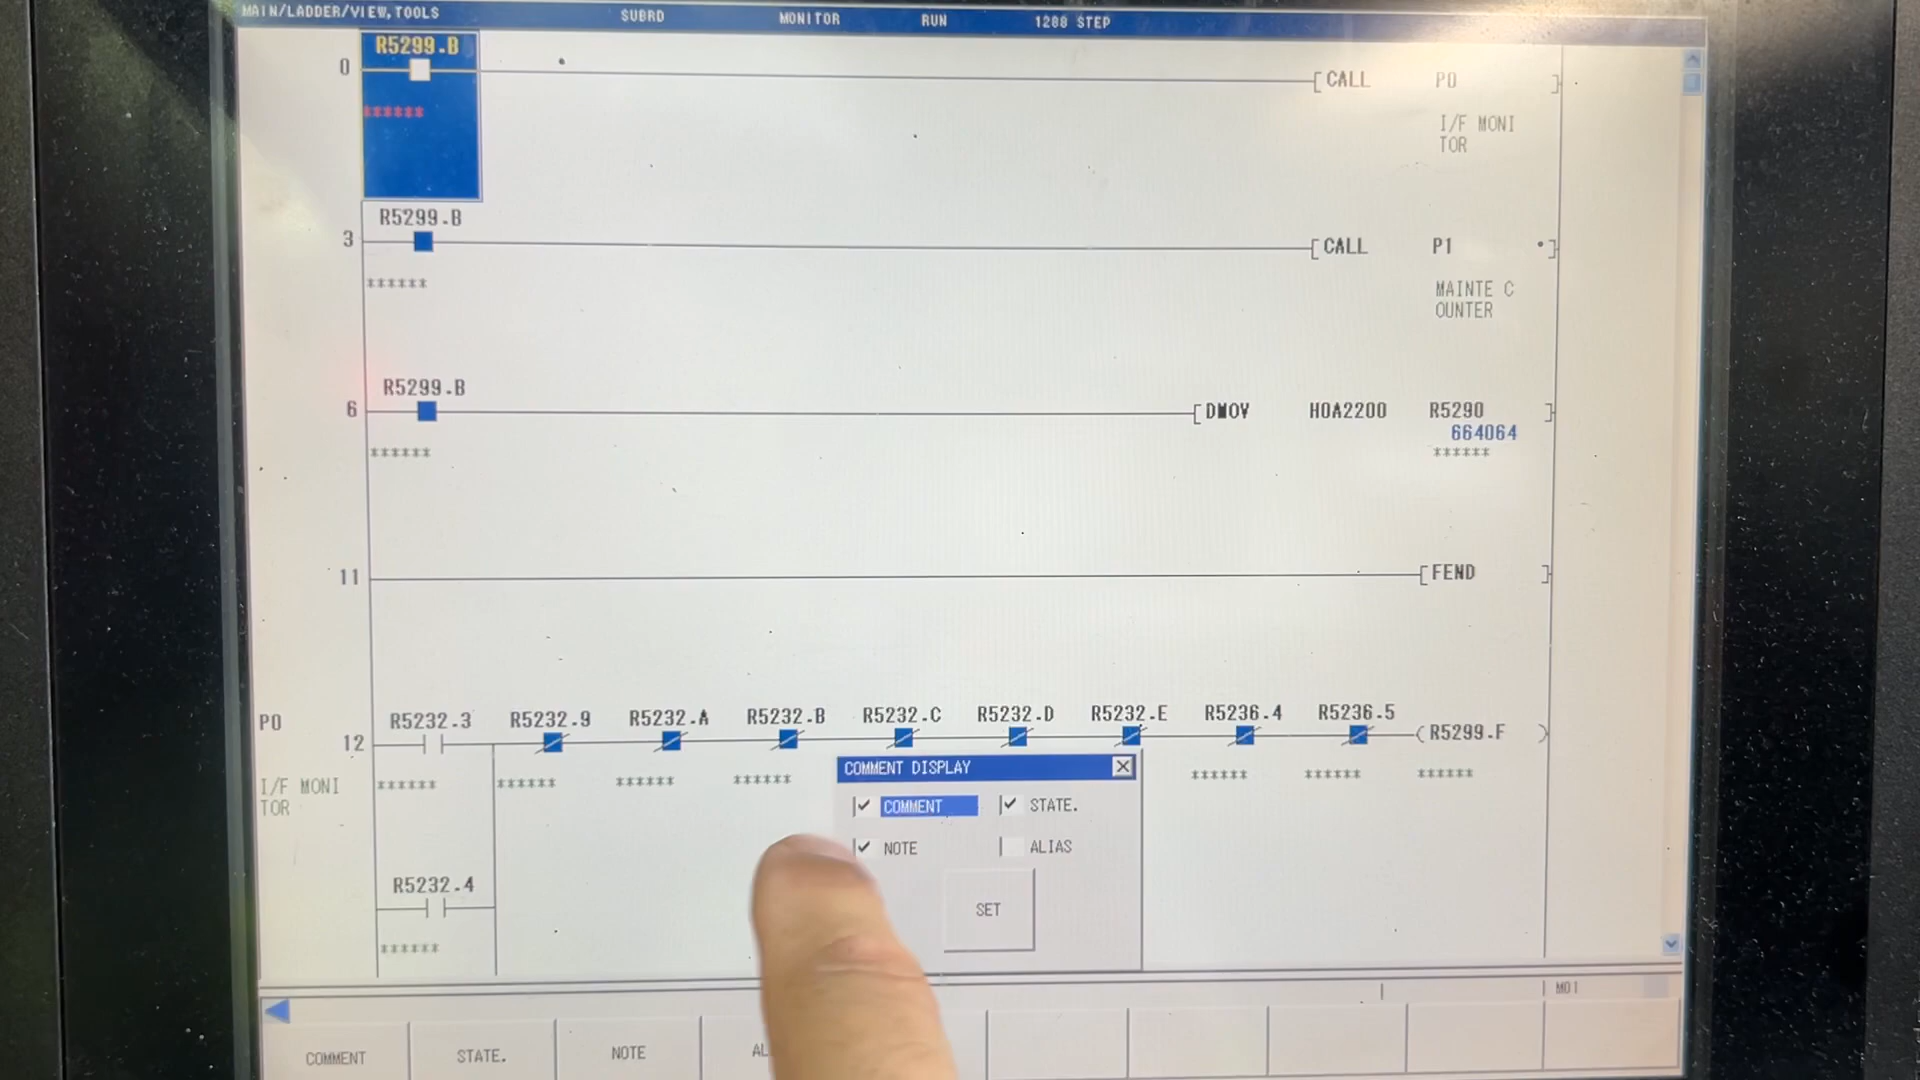 MAIN/LADDER/VIEW,TOOLS SUBRD MONITOR RUN 1288 STEP
R5299.B
0 [ CALL P0 ]
******
I/F MONI
TOR
R5299.B
3 [ CALL P1 ]
******
MAINTE C
OUNTER
R5299.B
6 [ DMOV H0A2200 R5290 ]
664064
****** ******
11 [ FEND ]
P0 R5232.3 R5232.9 R5232.A R5232.B R5232.C R5232.D R5232.E R5236.4 R5236.5
12 ( R5299.F )
I/F MONI
TOR
****** ****** ****** ****** ****** ****** ******
COMMENT DISPLAY
COMMENT STATE.
NOTE ALIAS
SET
R5232.4
******
COMMENT STATE. NOTE